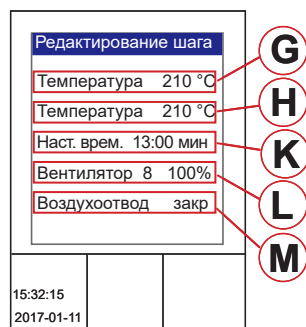 Редактирование шага
Температура 210 °C G
Температура 210 °C H
Наст. врем. 13:00 мин K
Вентилятор 8 100% L
Воздухоотвод закр M
15:32:15
2017-01-11